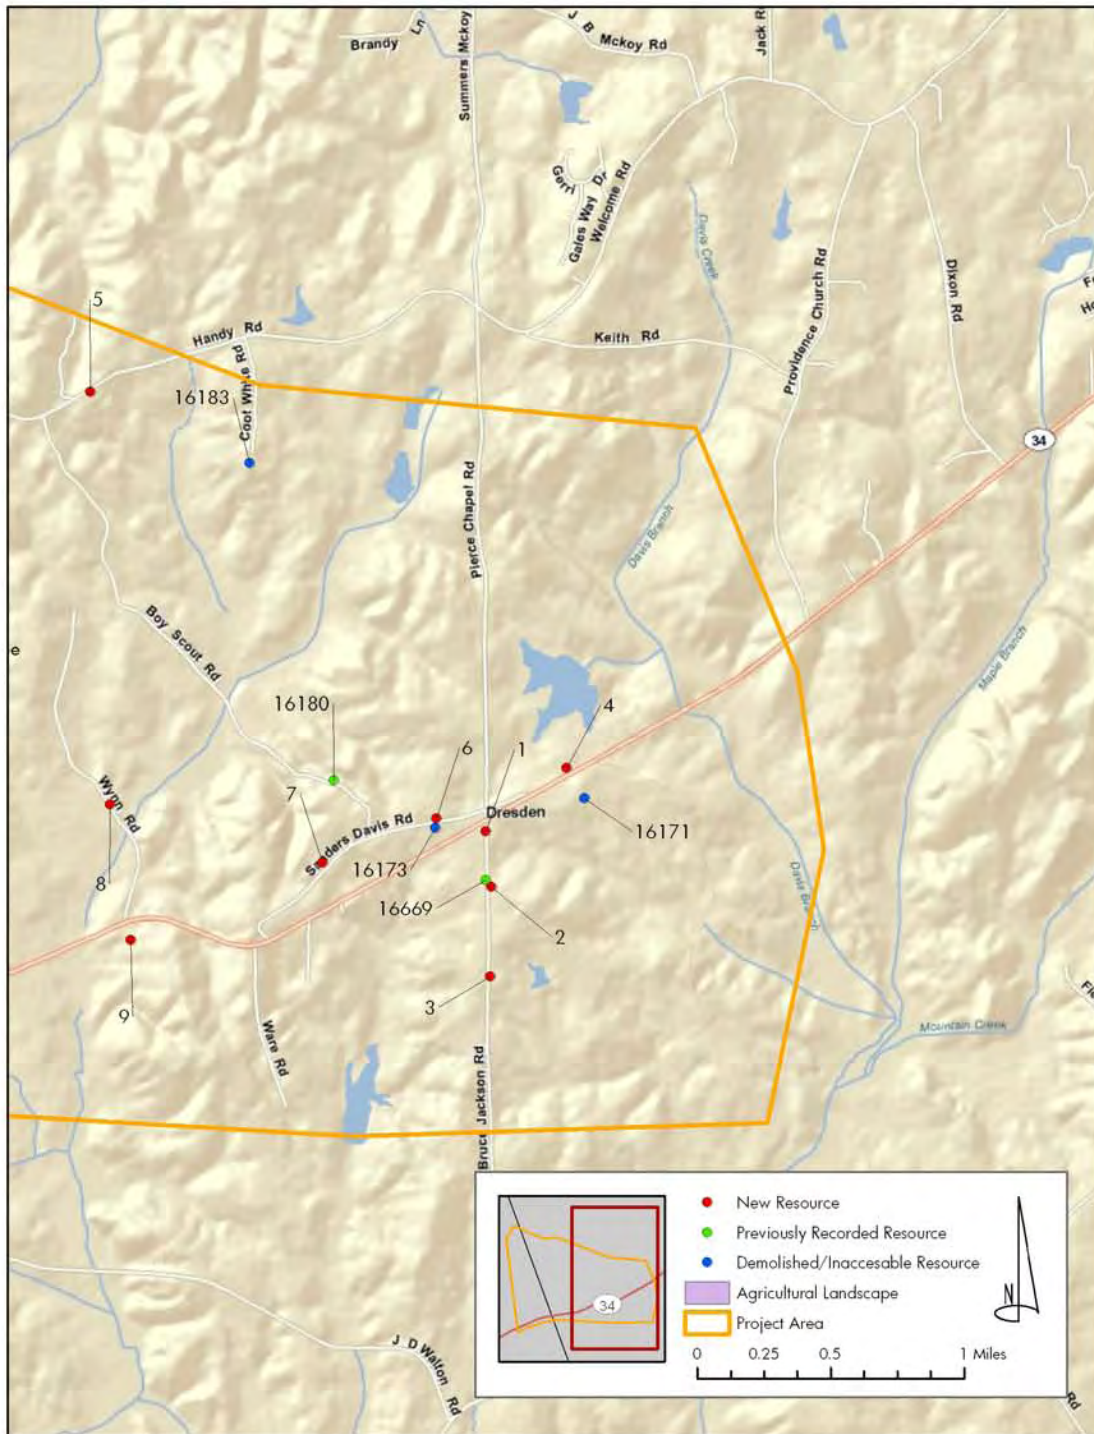 Brandy
Ln
Summers Mckoy
J B Mckoy Rd
Jack Rd
Gerri
Gales Way Dr
Welcome Rd
Davis Creek
Providence Church Rd
Dixon Rd
5
Handy Rd
Keith Rd
16183
Coot White Rd
34
Pierce Chapel Rd
Davis Branch
Boy Scout Rd
Maple Branch
e
16180
4
6
1
Wynn Rd
7
Dresden
Sanders Davis Rd
16173
16171
8
16669
2
Davis Branch
3
9
Ware Rd
Mountain Creek
Bruce Jackson Rd
J D Walton Rd
Rd
34
New Resource
Previously Recorded Resource
Demolished/Inaccesable Resource
Agricultural Landscape
Project Area
N
0 0.25 0.5 1 Miles